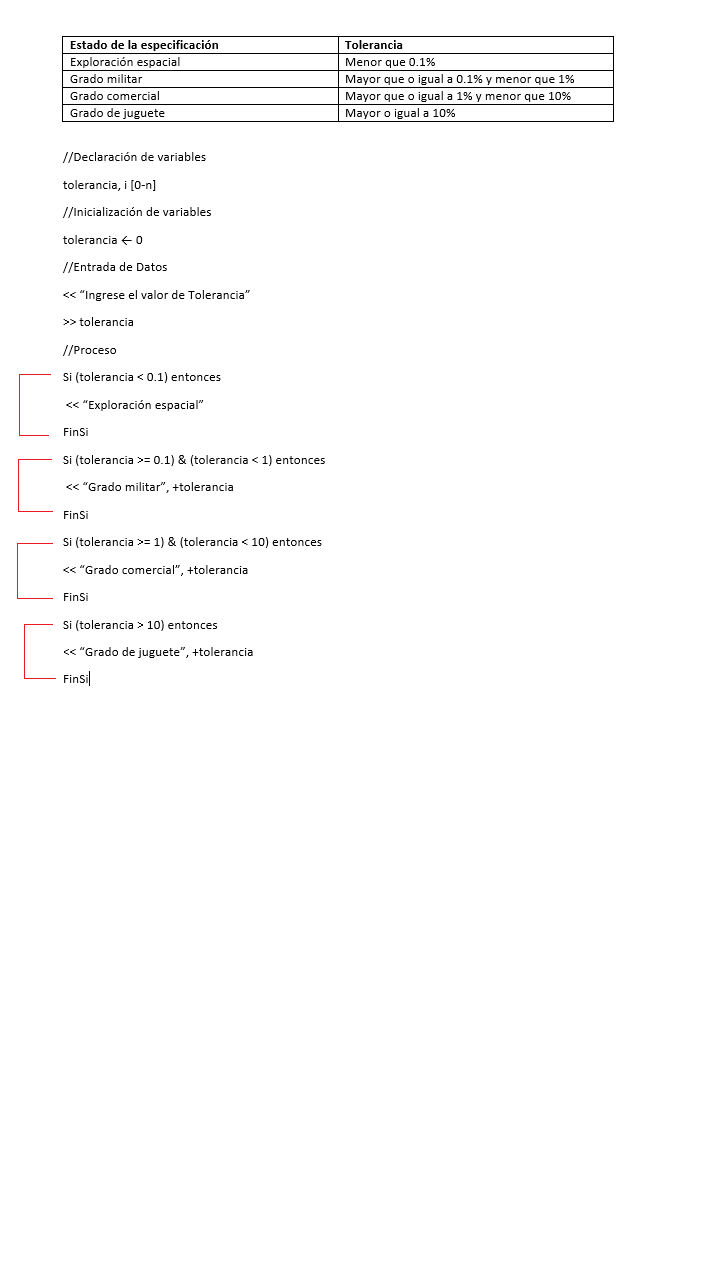 Estado de la especificación Tolerancia
Exploración espacial Menor que 0.1%
Grado militar Mayor que o igual a 0.1% y menor que 1%
Grado comercial Mayor que o igual a 1% y menor que 10%
Grado de juguete Mayor o igual a 10%
//Declaración de variables
tolerancia, i [0-n]
//Inicialización de variables
tolerancia ← 0
//Entrada de Datos
<< “Ingrese el valor de Tolerancia”
>> tolerancia
//Proceso
Si (tolerancia < 0.1) entonces
<< “Exploración espacial”
FinSi
Si (tolerancia >= 0.1) & (tolerancia < 1) entonces
<< “Grado militar”, +tolerancia
FinSi
Si (tolerancia >= 1) & (tolerancia < 10) entonces
<< “Grado comercial”, +tolerancia
FinSi
Si (tolerancia > 10) entonces
<< “Grado de juguete”, +tolerancia
FinSi